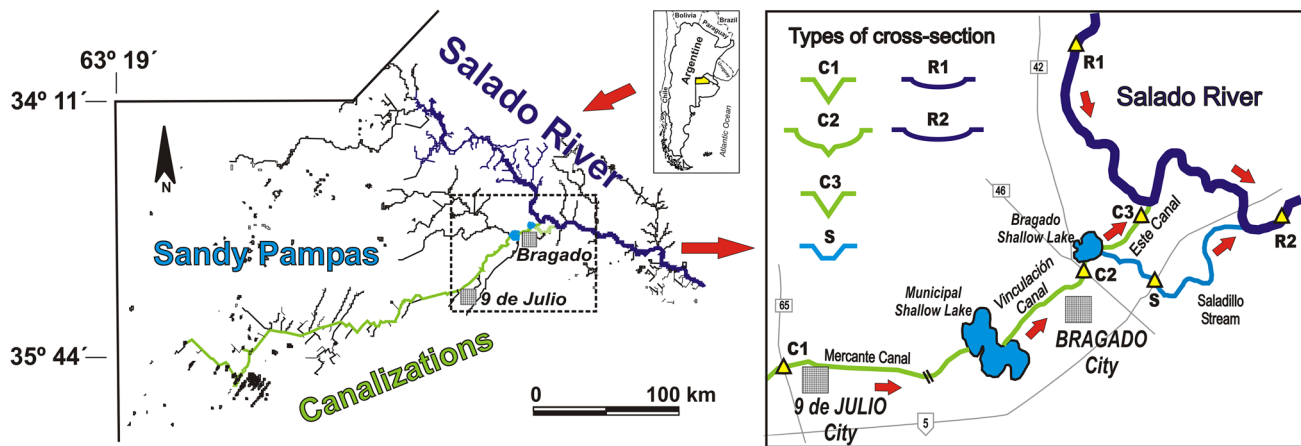 63º 19´
34º 11´
35º 44´
N
Salado River
Sandy Pampas
Canalizations
Bragado
9 de Julio
0
100 km
Bolivia
Brazil
Paraguay
Uruguay
Argentine
Chile
Atlantic Ocean
Types of cross-section
C1
R1
C2
R2
C3
S
42
R1
Salado River
46
Bragado
Shallow Lake
C3
Este Canal
R2
C2
S
Saladillo
Stream
Vinculación
Canal
Municipal
Shallow Lake
BRAGADO
City
65
C1
Mercante Canal
9 de JULIO
City
5